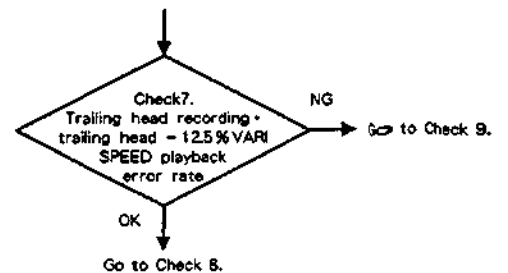 Check7.
Trailing head recording •
trailing head - 12.5% VARI
SPEED playback
error rate
NG
Go to Check 9.
OK
Go to Check 8.